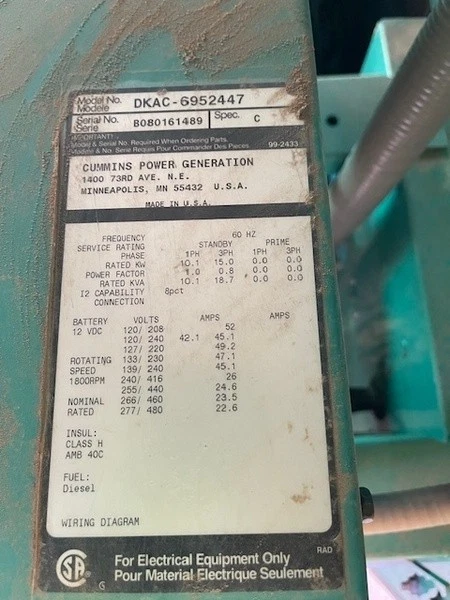 Model No. DKAC-6952447
Modèle
Serial No. B080161489 Spec. C
Série
IMPORTANT!
Model & Serial No. Required When Ordering Parts.
Modèle & No. Série Requis Pour Commander Des Pieces 99-2433
CUMMINS POWER GENERATION
1400 73RD AVE. N.E.
MINNEAPOLIS, MN 55432 U.S.A.
MADE IN U.S.A.
FREQUENCY 60 HZ
SERVICE RATING STANDBY PRIME
PHASE 1PH 3PH 1PH 3PH
RATED KW 10.1 15.0 0.0 0.0
POWER FACTOR 1.0 0.8 0.0 0.0
RATED KVA 10.1 18.7 0.0 0.0
I2 CAPABILITY 8pct
CONNECTION
BATTERY VOLTS AMPS AMPS
12 VDC 120/ 208 52
120/ 240 42.1 45.1
127/ 220 49.2
ROTATING 133/ 230 47.1
SPEED 139/ 240 45.1
1800RPM 240/ 416 26
255/ 440 24.6
NOMINAL 266/ 460 23.5
RATED 277/ 480 22.6
INSUL:
CLASS H
AMB 40C
FUEL:
Diesel
WIRING DIAGRAM
RAD
SA
G
For Electrical Equipment Only
Pour Material Electrique Seulement